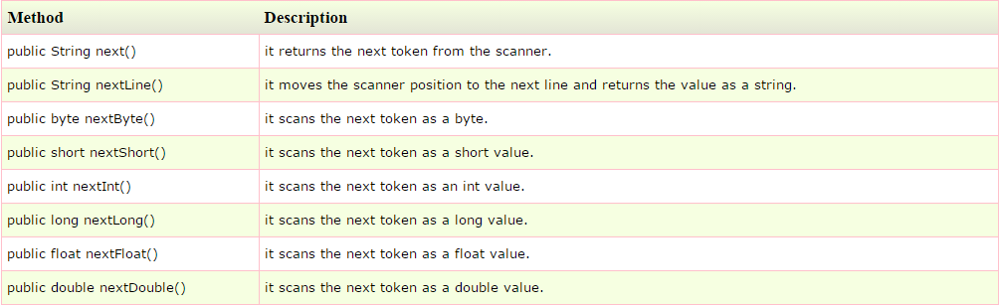 Method Description
public String next() it returns the next token from the scanner.
public String nextLine() it moves the scanner position to the next line and returns the value as a string.
public byte nextByte() it scans the next token as a byte.
public short nextShort() it scans the next token as a short value.
public int nextInt() it scans the next token as an int value.
public long nextLong() it scans the next token as a long value.
public float nextFloat() it scans the next token as a float value.
public double nextDouble() it scans the next token as a double value.